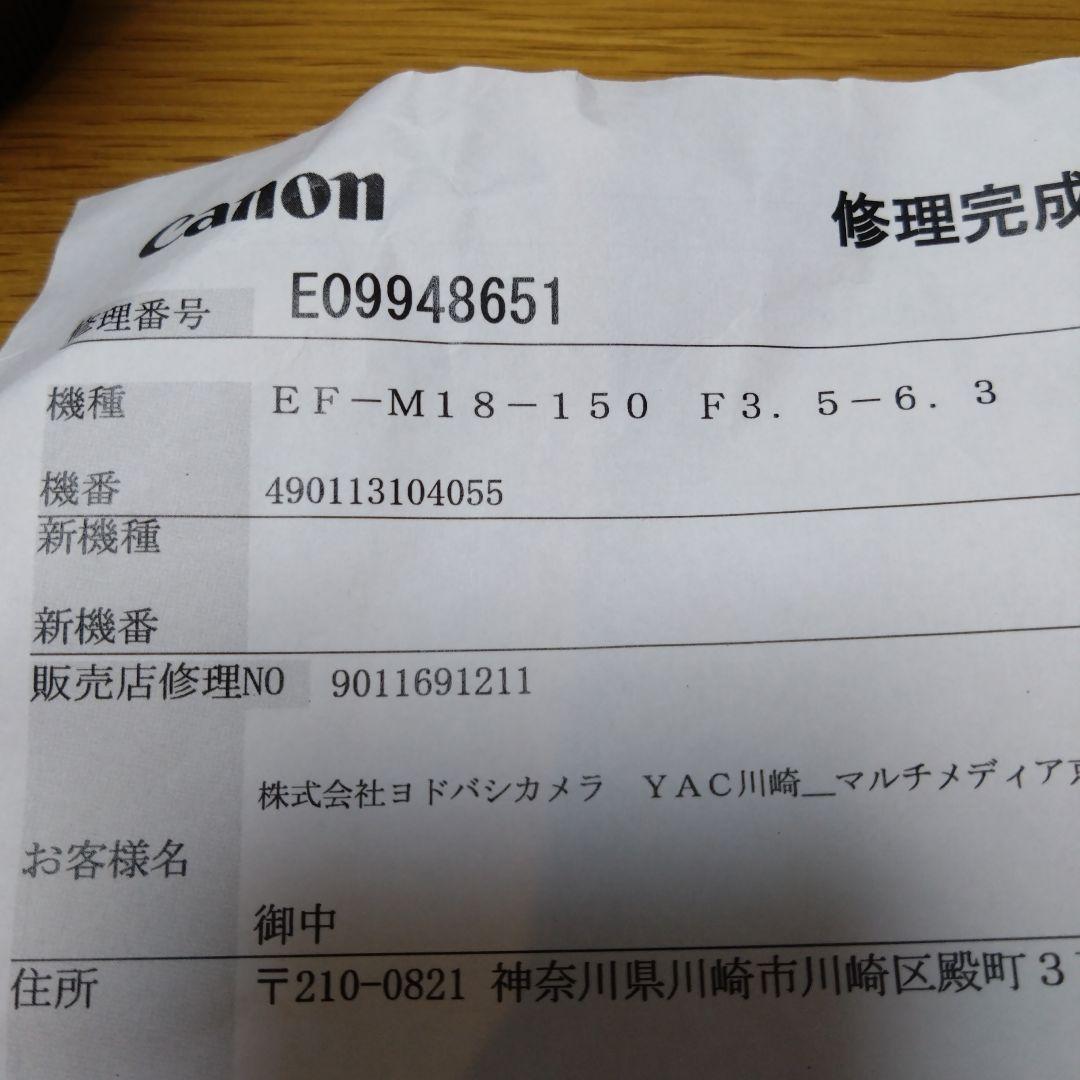 Canon
修理完成
修理番号 E09948651
機種 EF-M18-150 F3.5-6.3
機番 490113104055
新機種
新機番
販売店修理NO 9011691211
株式会社ヨドバシカメラ YAC川崎__マルチメディア京
お客様名
御中
住所 〒210-0821 神奈川県川崎市川崎区殿町3